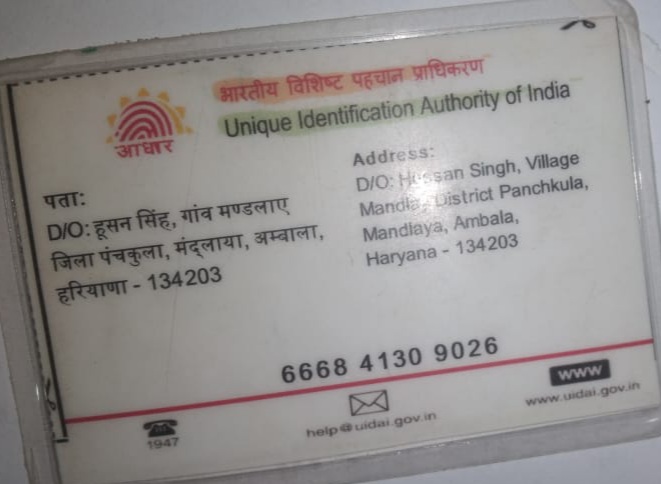 भारतीय विशिष्ट पहचान प्राधिकरण
Unique Identification Authority of India
आधार
पता:
D/O: हूसन सिंह, गांव मण्डलाए
जिला पंचकुला, मंद्लाया, अम्बाला,
हरियाणा - 134203
Address:
D/O: Hussan Singh, Village
District Panchkula,
Mandlaya, Ambala,
Haryana - 134203
6668 4130 9026
1947
help@uidai.gov.in
www
www.uidai.gov.in